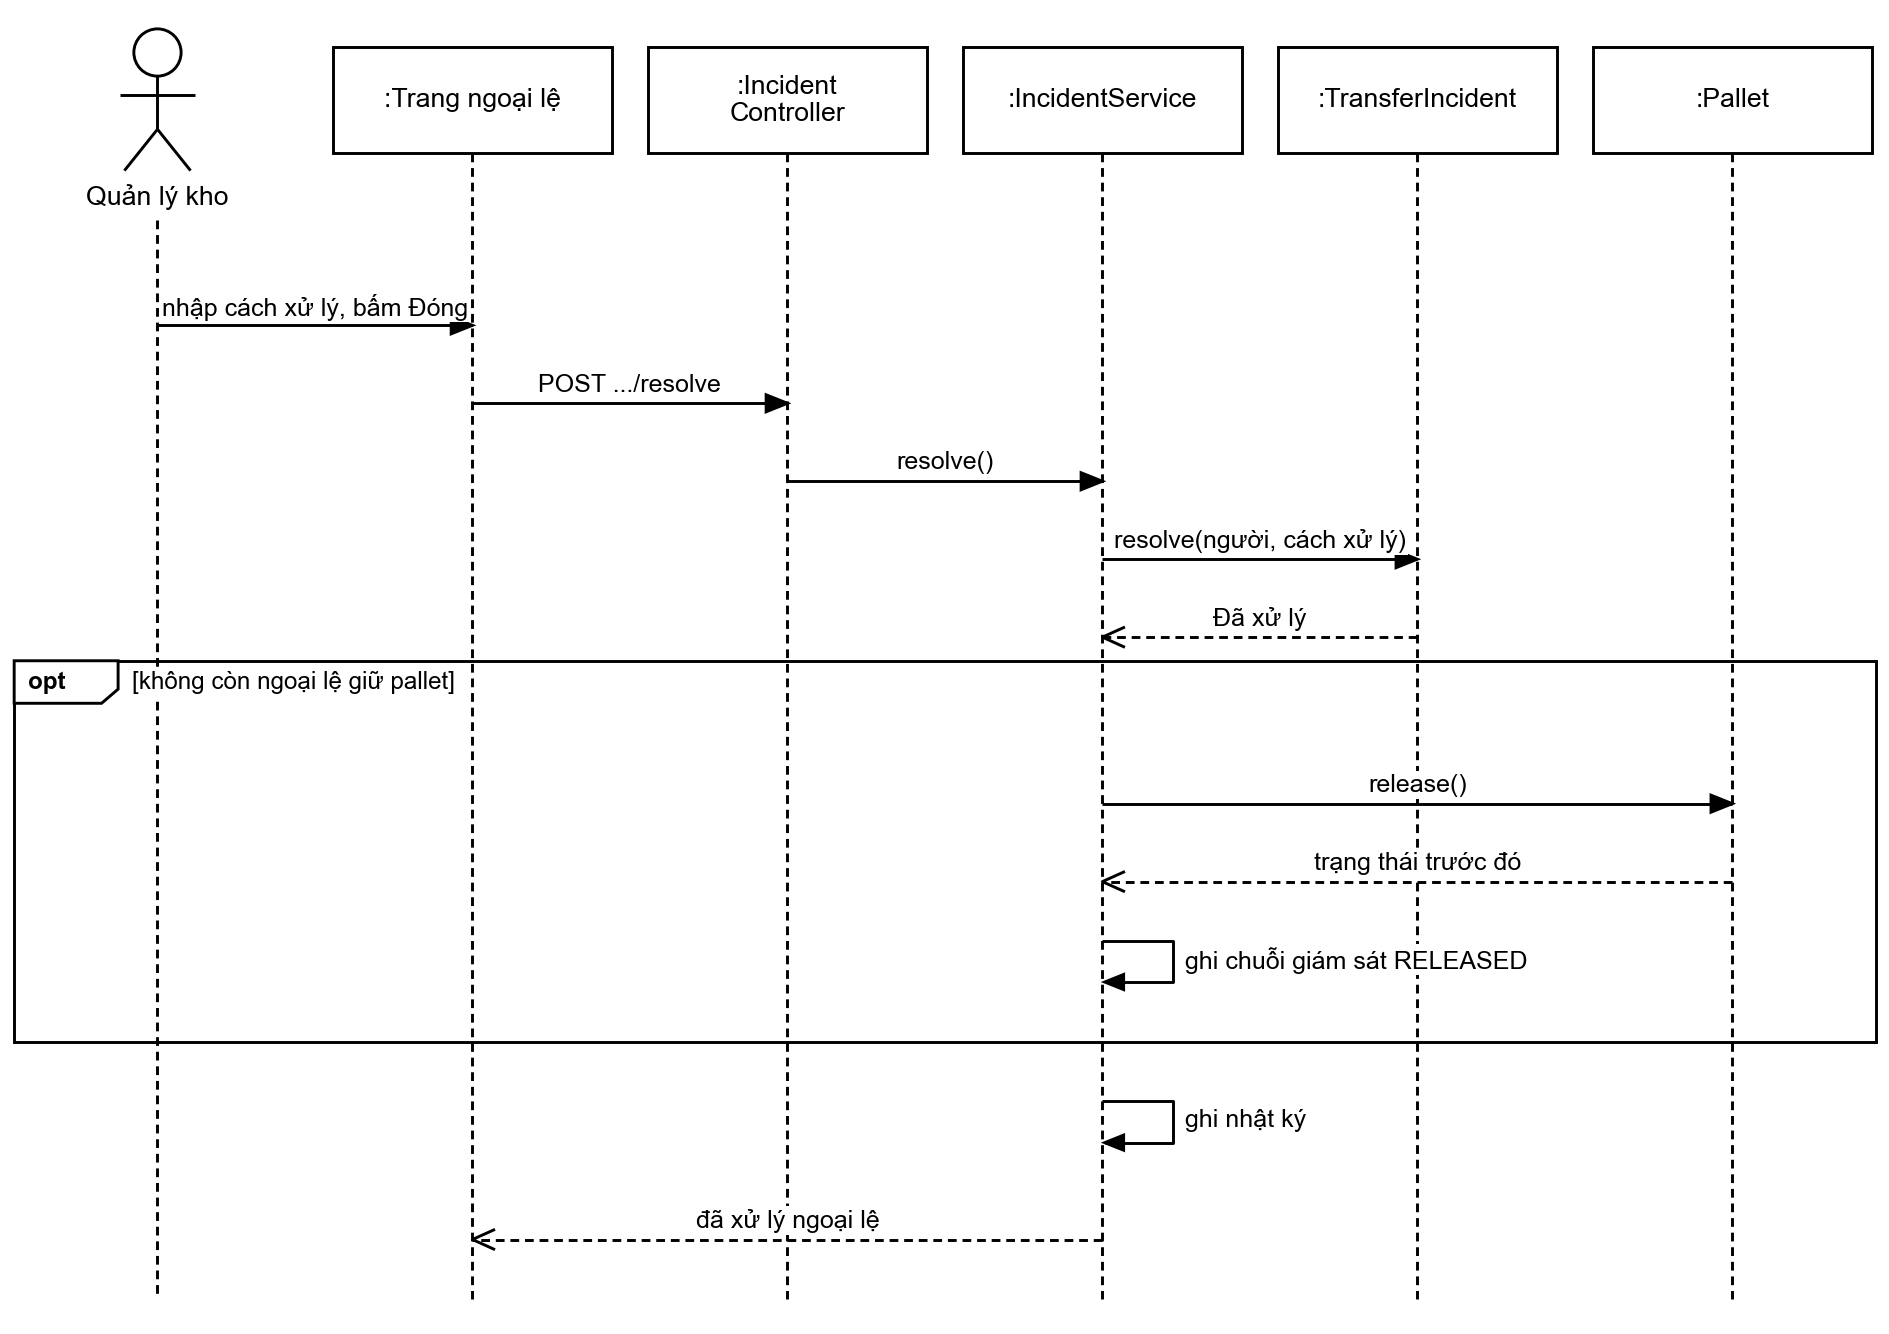 :Trang ngoại lệ
:Incident
Controller
:IncidentService
:TransferIncident
:Pallet
Quản lý kho
nhập cách xử lý, bấm Đóng
POST .../resolve
resolve()
resolve(người, cách xử lý)
Đã xử lý
opt
[không còn ngoại lệ giữ pallet]
release()
trạng thái trước đó
ghi chuỗi giám sát RELEASED
ghi nhật ký
đã xử lý ngoại lệ